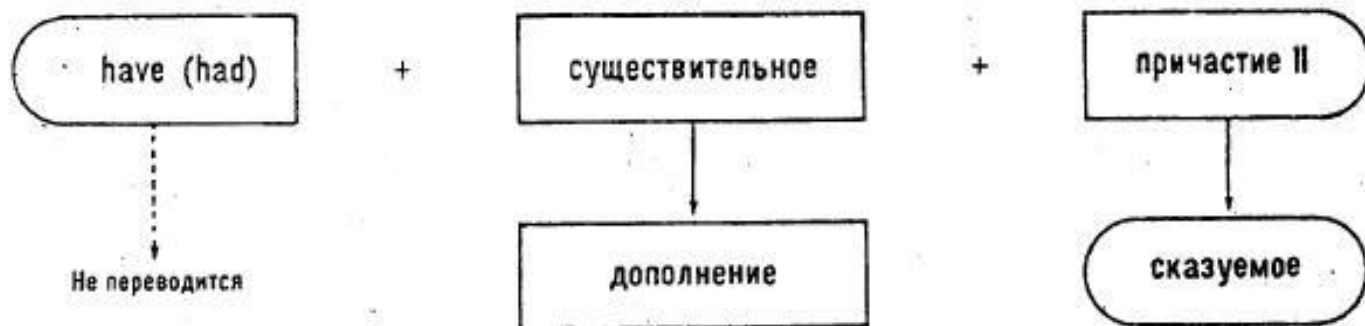 have (had) + существительное + причастие II
Не переводится дополнение сказуемое